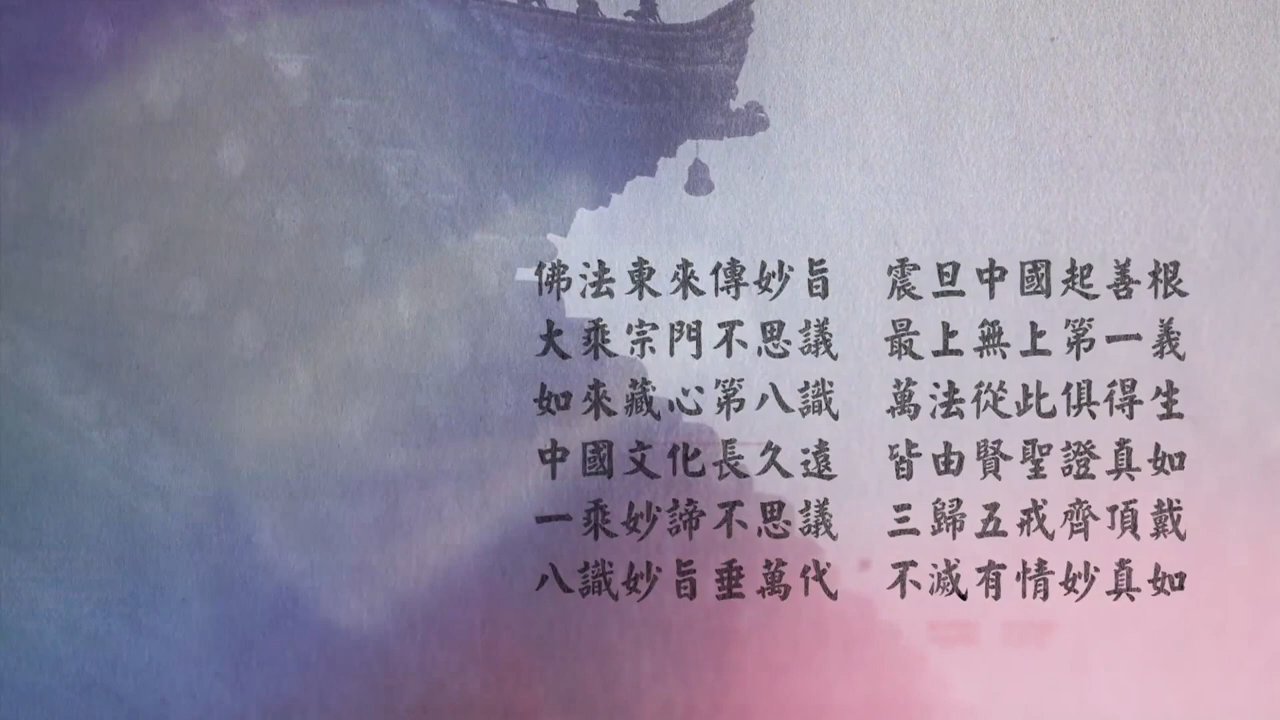 佛法東來傳妙旨　震旦中國起善根
大乘宗門不思議　最上無上第一義
如來藏心第八識　萬法從此俱得生
中國文化長久遠　皆由賢聖證真如
一乘妙諦不思議　三歸五戒齊頂戴
八識妙旨垂萬代　不滅有情妙真如